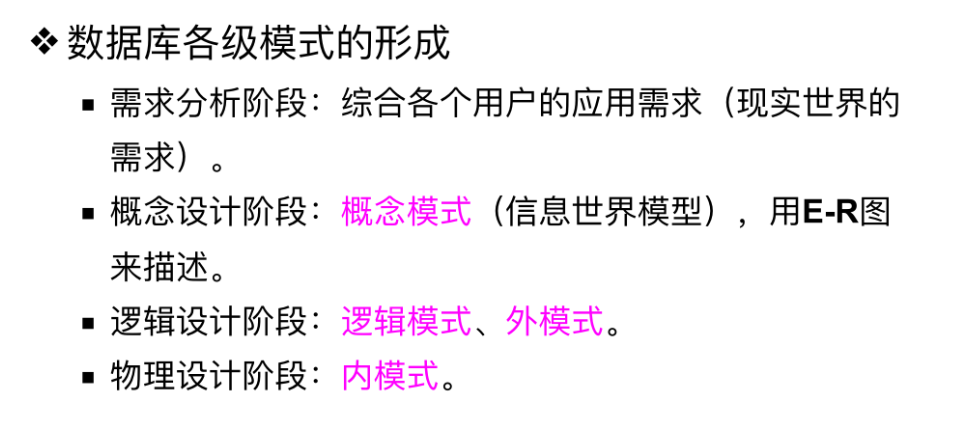 ❖ 数据库各级模式的形成
▪ 需求分析阶段：综合各个用户的应用需求（现实世界的
需求）。
▪ 概念设计阶段：概念模式（信息世界模型），用E-R图
来描述。
▪ 逻辑设计阶段：逻辑模式、外模式。
▪ 物理设计阶段：内模式。